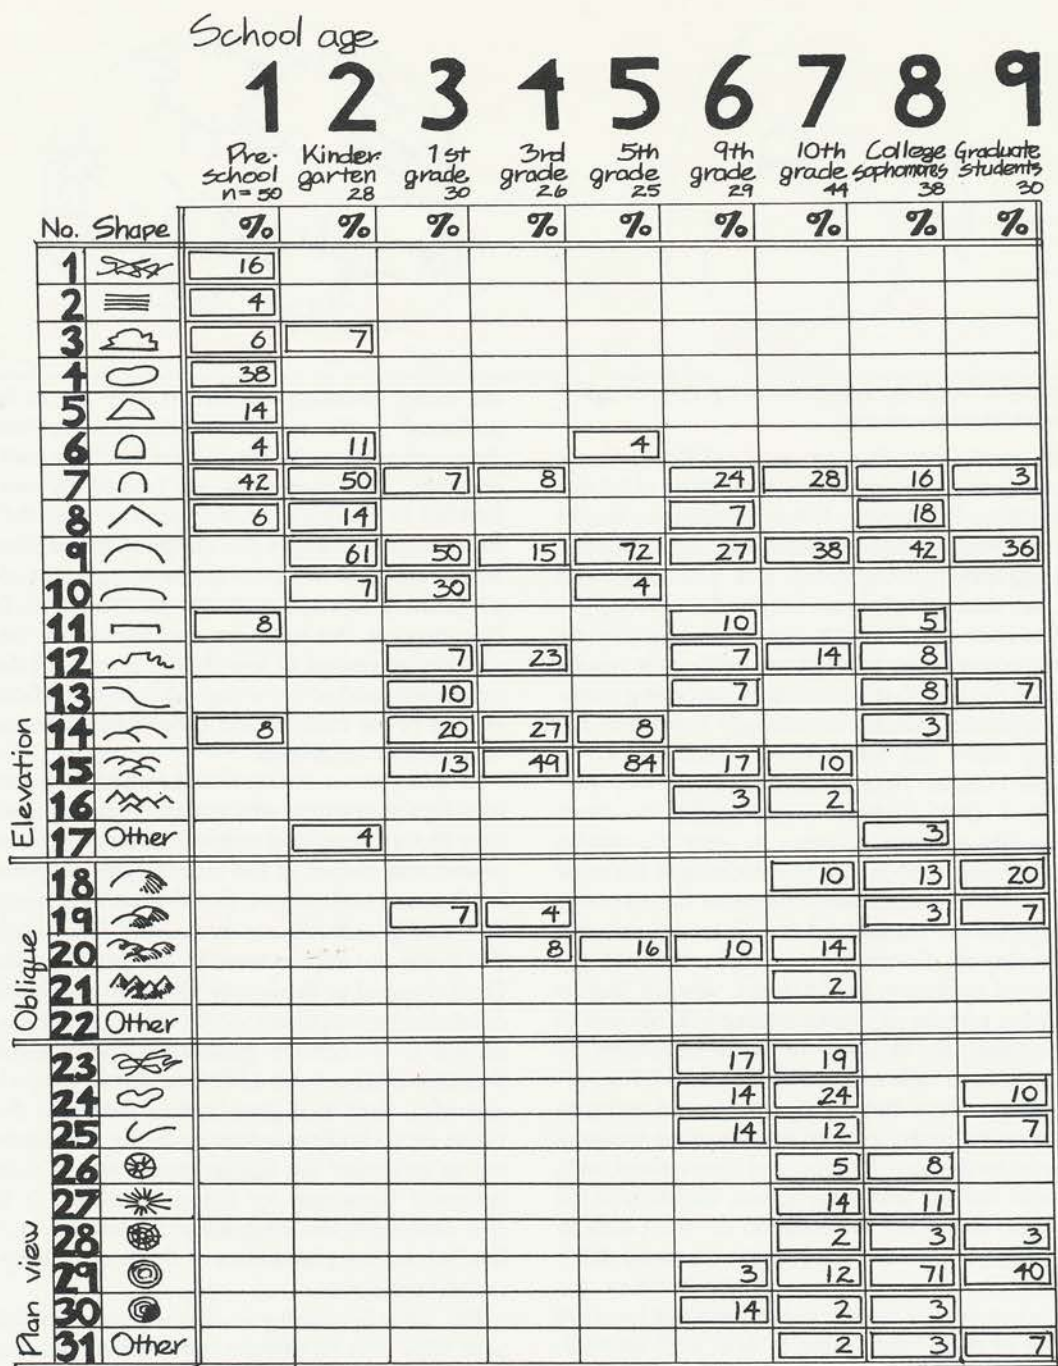 School age
1 2 3 4 5 6 7 8 9
Pre- Kinder- 1st 3rd 5th 9th 10th College Graduate
school garten grade grade grade grade grade Sophomores Students
n=50 28 30 26 25 29 44 38 30
No. Shape % % % % % % % % %
1 16
2 4
3 6 7
4 38
5 14
6 4 11 4
7 42 50 7 8 24 28 16 3
8 6 14 7 18
9 61 50 15 72 27 38 42 36
10 7 30 4
11 8 10 5
12 7 23 7 14 8
13 10 7 8 7
14 8 20 27 8 3
15 13 49 84 17 10
16 3 2
17 Other 4 3
Elevation
18 10 13 20
19 7 4 3 7
20 8 16 10 14
21 2
22 Other
Oblique
23 17 19
24 14 24 10
25 14 12 7
26 5 8
27 14 11
28 2 3 3
29 3 12 71 40
30 14 2 3
31 Other 2 3 7
Plan view